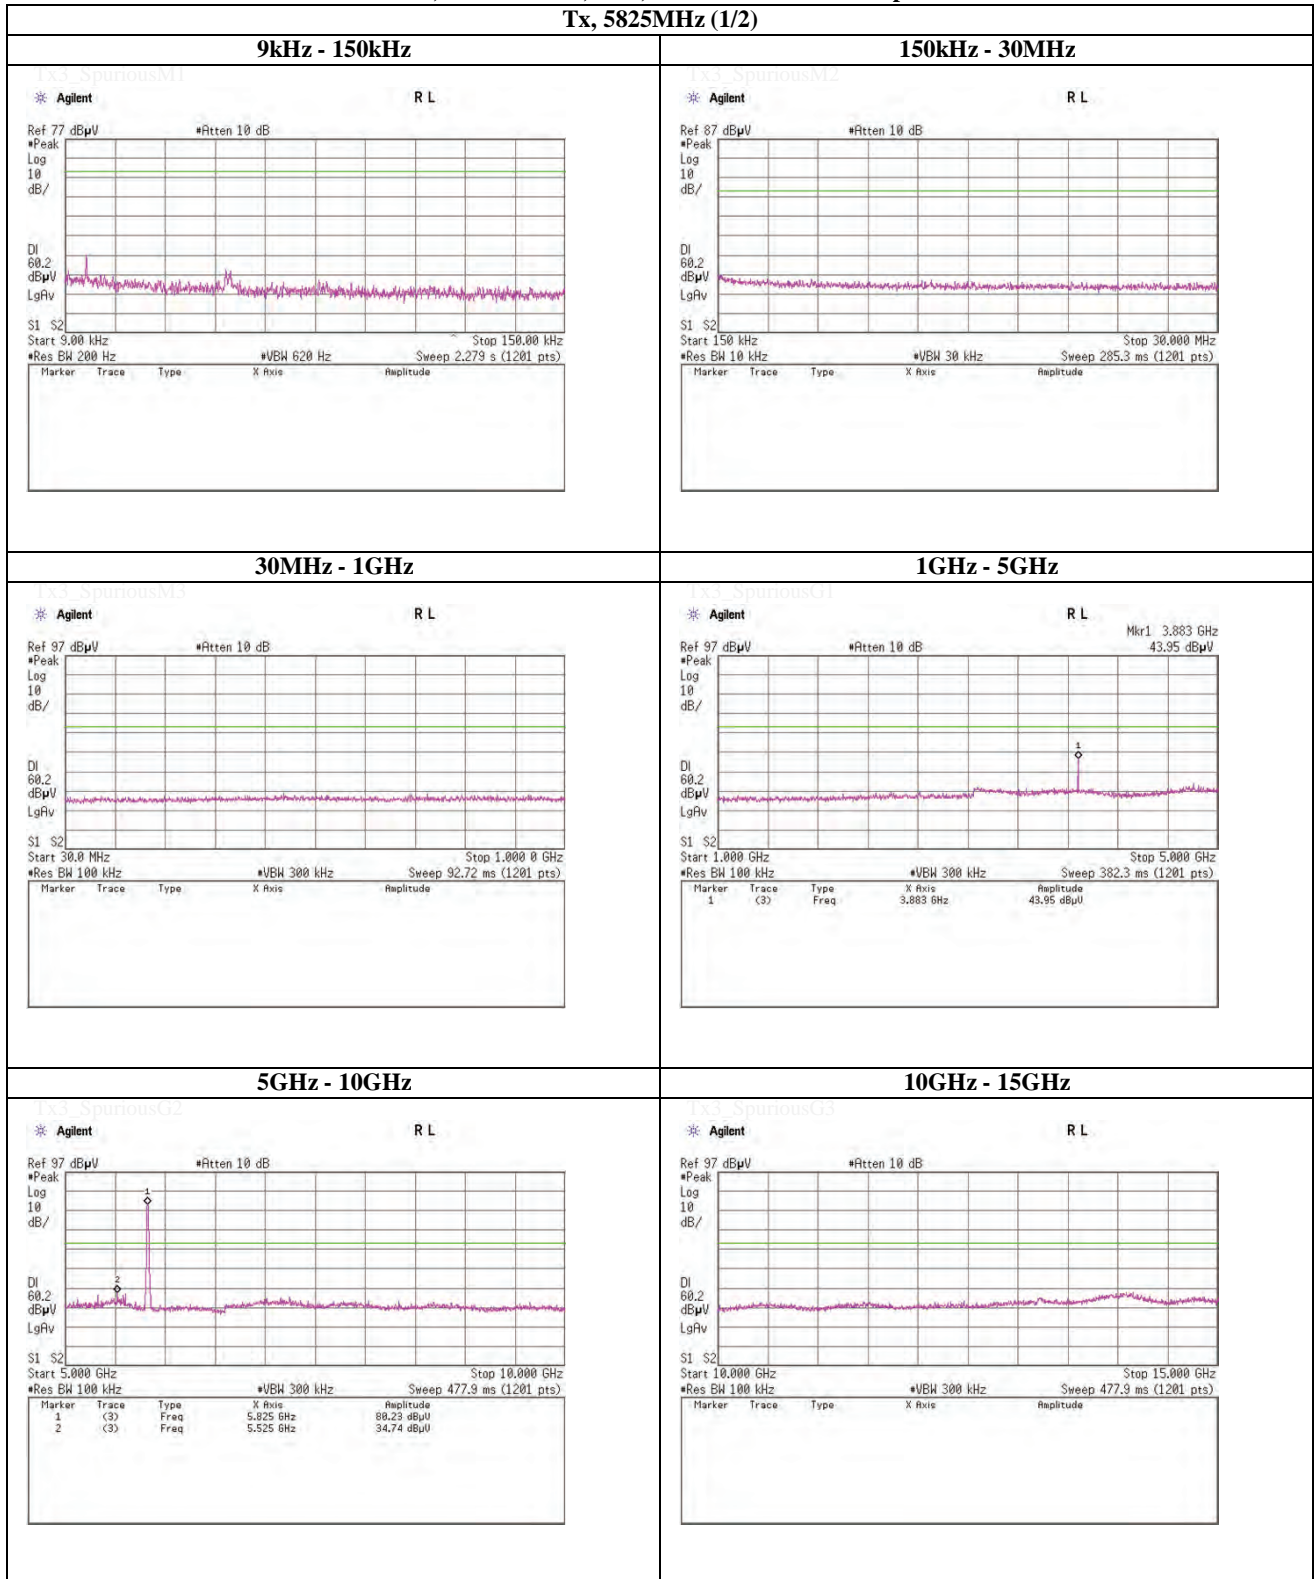 Tx, 5825MHz (1/2)
9kHz - 150kHz
150kHz - 30MHz
Tx3_SpuriousM1
Agilent R L
Ref 77 dBµV #Atten 10 dB
#Peak
Log
10
dB/
DI
60.2
dBµV
LgAv
S1 S2
Start 9.00 kHz Stop 150.00 kHz
#Res BW 200 Hz #VBW 620 Hz Sweep 2.279 s (1201 pts)
Marker Trace Type X Axis Amplitude
Tx3_SpuriousM2
Agilent R L
Ref 87 dBµV #Atten 10 dB
#Peak
Log
10
dB/
DI
60.2
dBµV
LgAv
S1 S2
Start 150 kHz Stop 30.000 MHz
#Res BW 10 kHz #VBW 30 kHz Sweep 285.3 ms (1201 pts)
Marker Trace Type X Axis Amplitude
30MHz - 1GHz
1GHz - 5GHz
Tx3_SpuriousM3
Agilent R L
Ref 97 dBµV #Atten 10 dB
#Peak
Log
10
dB/
DI
60.2
dBµV
LgAv
S1 S2
Start 30.0 MHz Stop 1.000 0 GHz
#Res BW 100 kHz #VBW 300 kHz Sweep 92.72 ms (1201 pts)
Marker Trace Type X Axis Amplitude
Tx3_SpuriousG1
Agilent R L
Mkr1 3.883 GHz
Ref 97 dBµV #Atten 10 dB 43.95 dBµV
#Peak
Log
10
dB/
1
DI
60.2
dBµV
LgAv
S1 S2
Start 1.000 GHz Stop 5.000 GHz
#Res BW 100 kHz #VBW 300 kHz Sweep 382.3 ms (1201 pts)
Marker Trace Type X Axis Amplitude
1 (3) Freq 3.883 GHz 43.95 dBµV
5GHz - 10GHz
10GHz - 15GHz
Tx3_SpuriousG2
Agilent R L
Ref 97 dBµV #Atten 10 dB
#Peak
1
Log
10
dB/
2
DI
60.2
dBµV
LgAv
S1 S2
Start 5.000 GHz Stop 10.000 GHz
#Res BW 100 kHz #VBW 300 kHz Sweep 477.9 ms (1201 pts)
Marker Trace Type X Axis Amplitude
1 (3) Freq 5.825 GHz 80.23 dBµV
2 (3) Freq 5.525 GHz 34.74 dBµV
Tx3_SpuriousG3
Agilent R L
Ref 97 dBµV #Atten 10 dB
#Peak
Log
10
dB/
DI
60.2
dBµV
LgAv
S1 S2
Start 10.000 GHz Stop 15.000 GHz
#Res BW 100 kHz #VBW 300 kHz Sweep 477.9 ms (1201 pts)
Marker Trace Type X Axis Amplitude